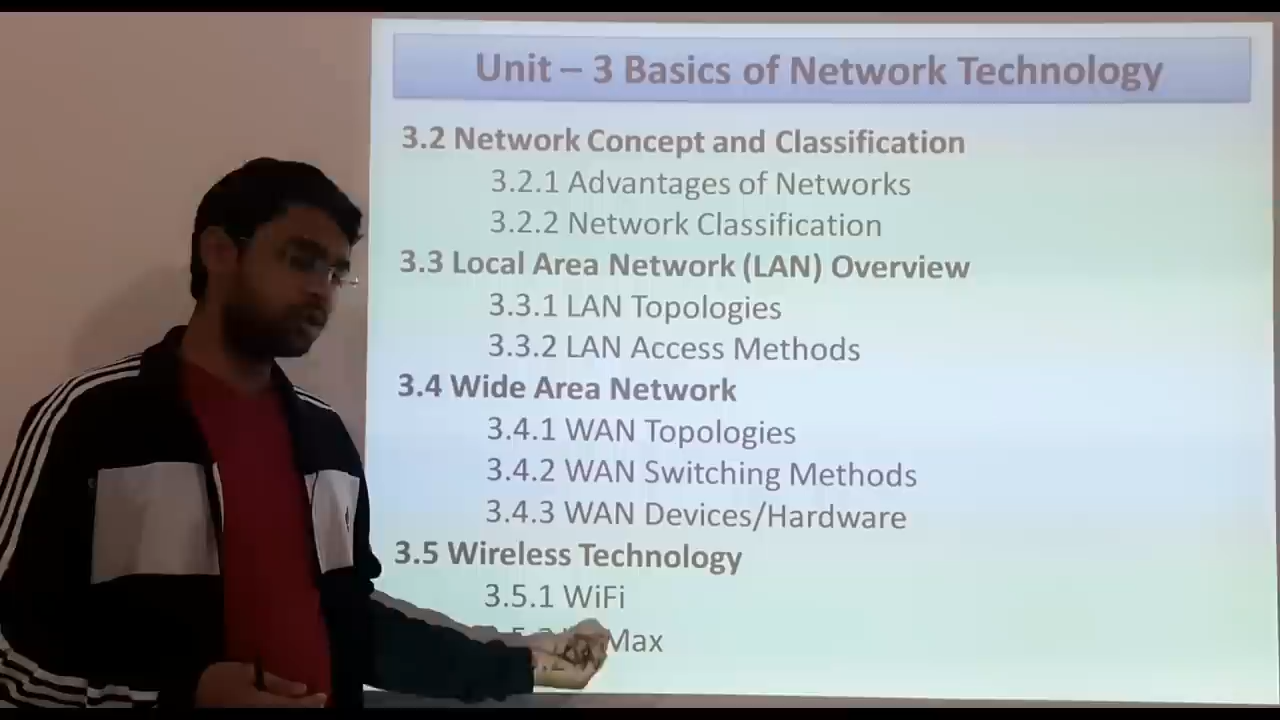 Unit – 3 Basics of Network Technology
3.2 Network Concept and Classification
3.2.1 Advantages of Networks
3.2.2 Network Classification
3.3 Local Area Network (LAN) Overview
3.3.1 LAN Topologies
3.3.2 LAN Access Methods
3.4 Wide Area Network
3.4.1 WAN Topologies
3.4.2 WAN Switching Methods
3.4.3 WAN Devices/Hardware
3.5 Wireless Technology
3.5.1 WiFi